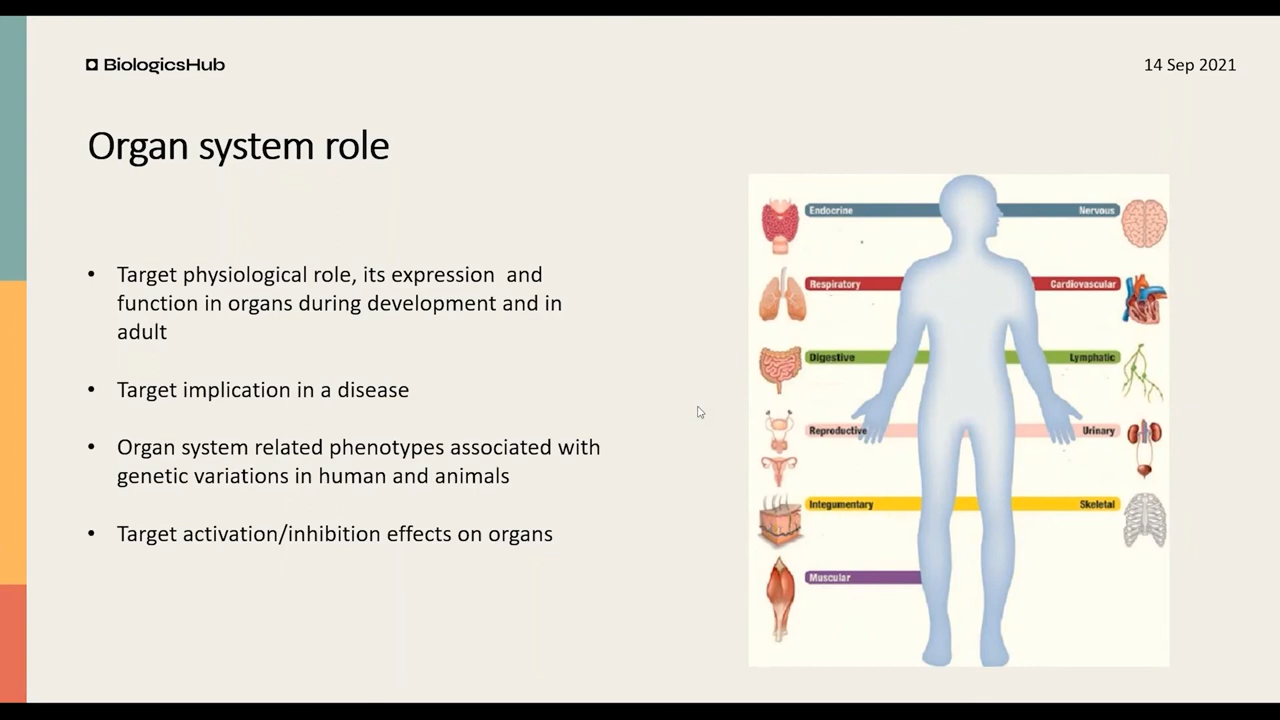 BiologicsHub
14 Sep 2021
Organ system role
• Target physiological role, its expression and
function in organs during development and in
adult
• Target implication in a disease
• Organ system related phenotypes associated with
genetic variations in human and animals
• Target activation/inhibition effects on organs
Endocrine
Nervous
Respiratory
Cardiovascular
Digestive
Lymphatic
Reproductive
Urinary
Integumentary
Skeletal
Muscular